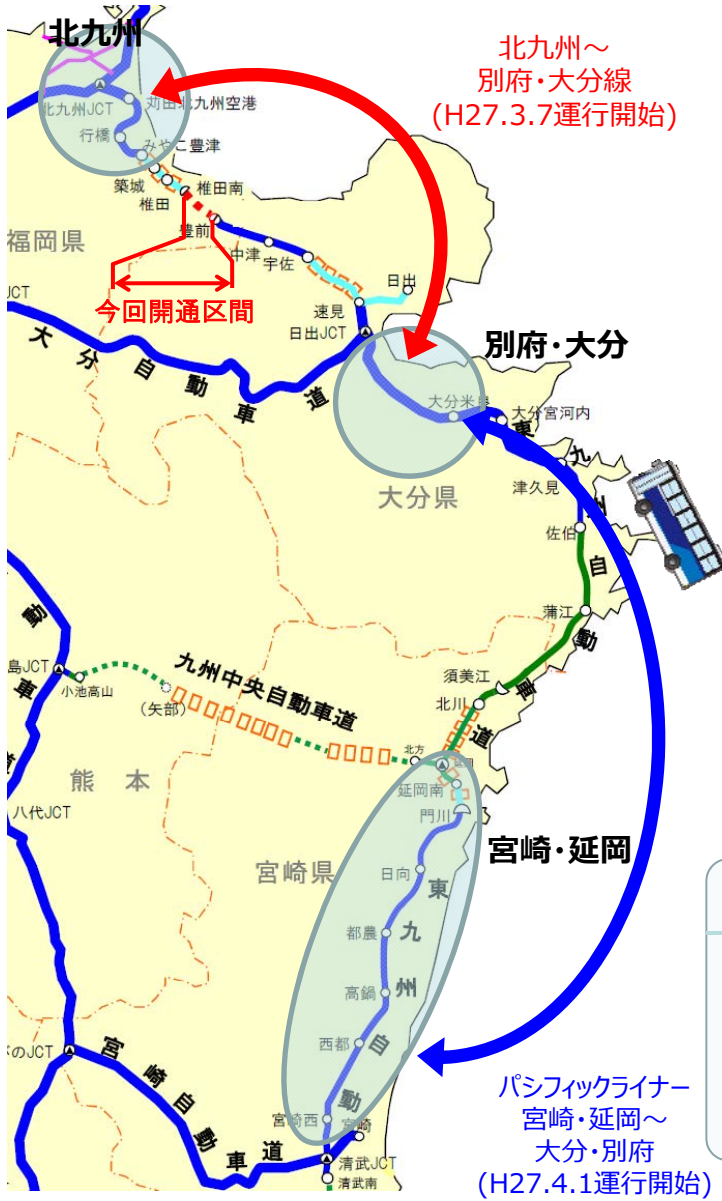 北九州
北九州～
別府・大分線
(H27.3.7運行開始)
北九州JCT
苅田北九州空港
行橋
みやこ豊津
築城
椎田
椎田南
豊前
福岡県
中津
宇佐
今回開通区間
日出
速見
日出JCT
JCT
大分自動車道
別府・大分
大分米良
大分宮河内
東九州自動車道
津久見
大分県
佐伯
蒲江
須美江
北川
島JCT
小池高山
(矢部)
九州中央自動車道
北方
延岡
延岡南
門川
動車道
熊本
八代JCT
宮崎・延岡
宮崎県
日向
都農
高鍋
西都
東九州自動
宮崎西
宮崎
びのJCT
宮崎自動車道
清武JCT
清武南
パシフィックライナー
宮崎・延岡～
大分・別府
(H27.4.1運行開始)